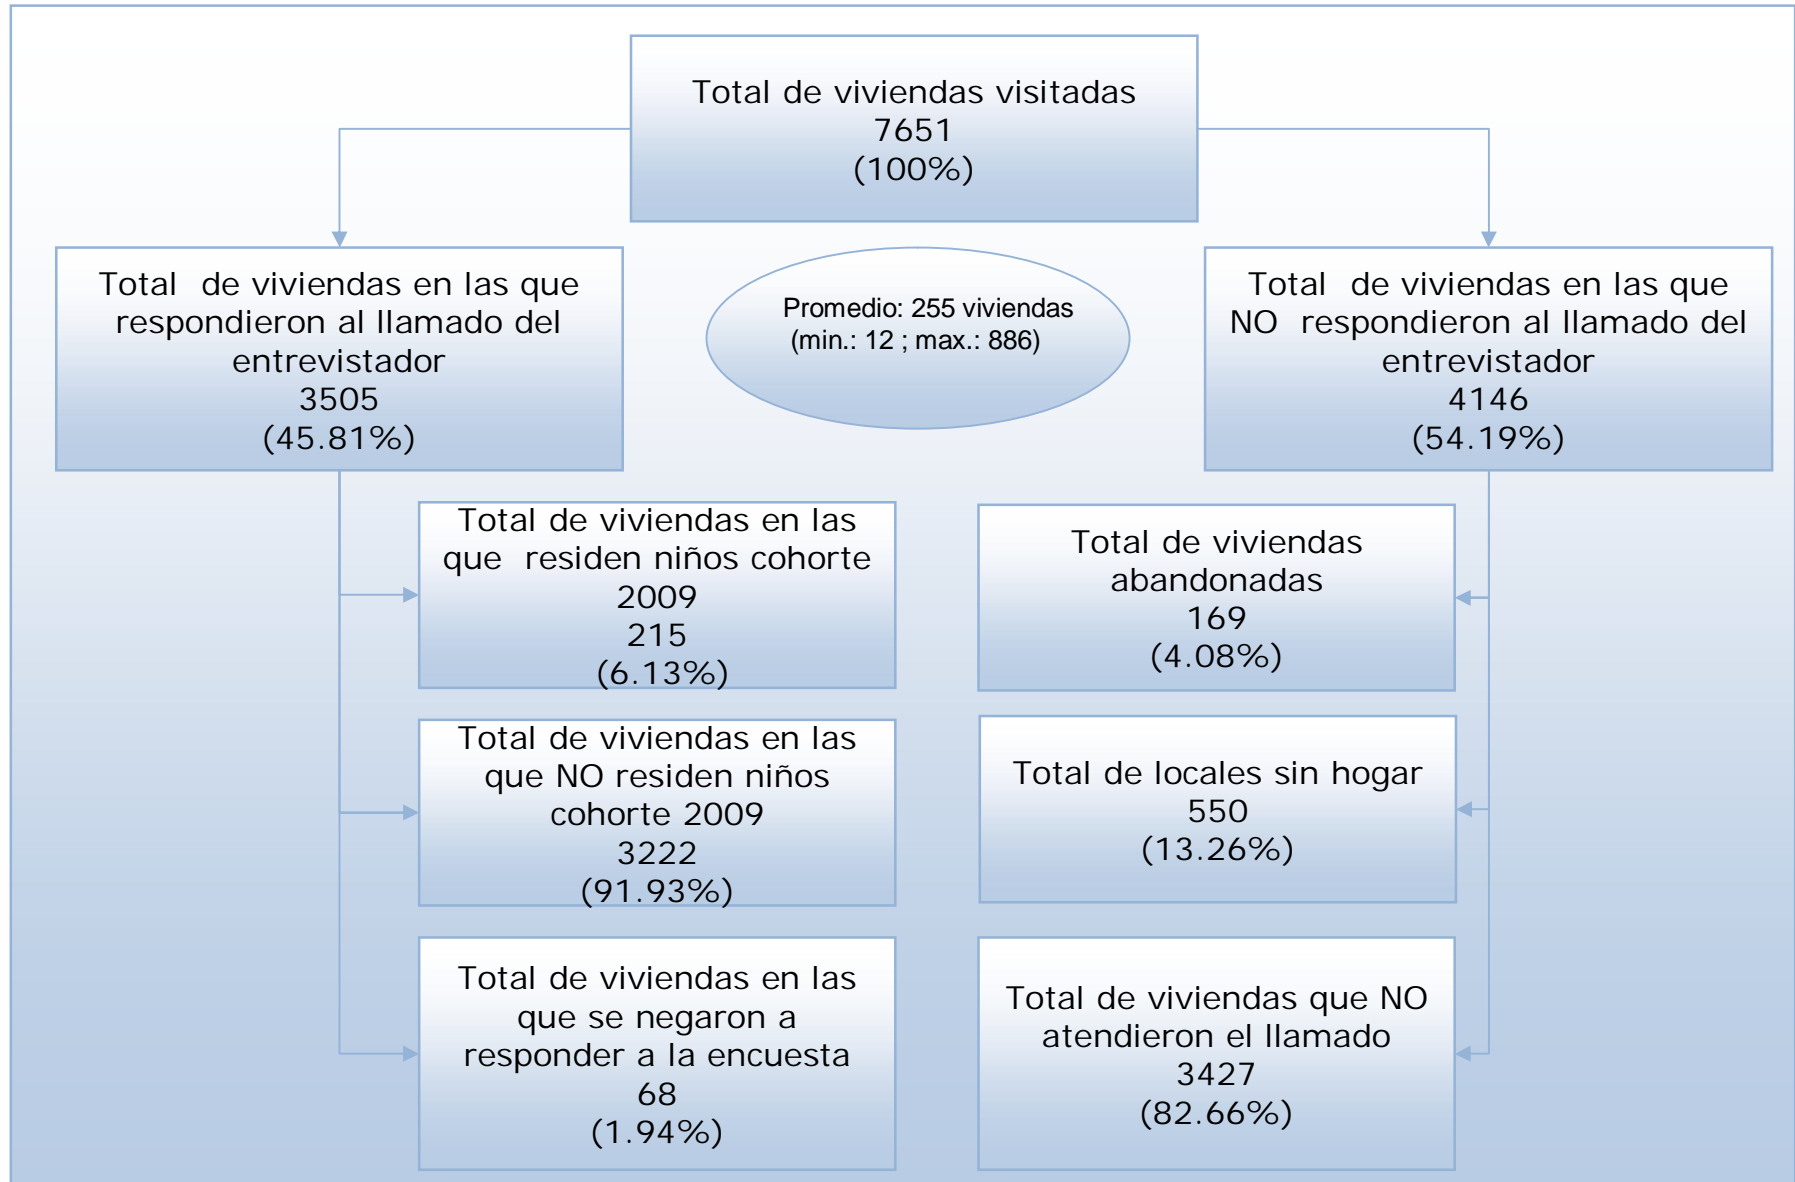 Total de viviendas visitadas
7651
(100%)
Total de viviendas en las que
respondieron al llamado del
entrevistador
3505
(45.81%)
Promedio: 255 viviendas
(min.: 12 ; max.: 886)
Total de viviendas en las que
NO respondieron al llamado del
entrevistador
4146
(54.19%)
Total de viviendas en las
que residen niños cohorte
2009
215
(6.13%)
Total de viviendas
abandonadas
169
(4.08%)
Total de viviendas en las
que NO residen niños
cohorte 2009
3222
(91.93%)
Total de locales sin hogar
550
(13.26%)
Total de viviendas en las
que se negaron a
responder a la encuesta
68
(1.94%)
Total de viviendas que NO
atendieron el llamado
3427
(82.66%)